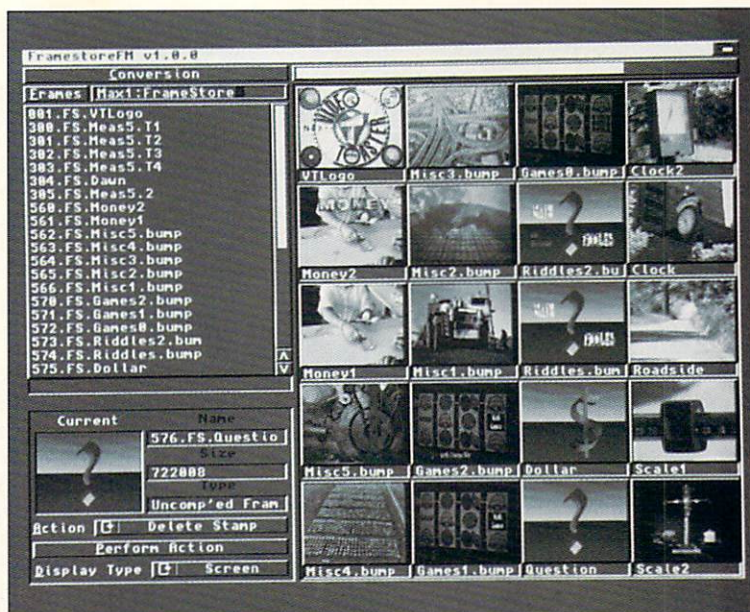 FramestoreFM v1.0.0
Conversion
Frames Max1:FrameStore
001.FS.VTLogo
300.FS.Meas5.T1
301.FS.Meas5.T2
302.FS.Meas5.T3
303.FS.Meas5.T4
304.FS.Dawn
305.FS.Meas5.2
560.FS.Money2
561.FS.Money1
562.FS.Misc5.bump
563.FS.Misc4.bump
564.FS.Misc3.bump
565.FS.Misc2.bump
566.FS.Misc1.bump
570.FS.Games2.bump
571.FS.Games1.bump
572.FS.Games0.bump
573.FS.Riddles2.bum
574.FS.Riddles.bump
575.FS.Dollar
Current
Name
576.FS.Questio
Size
722008
Type
Uncomp'ed Fram
Action Delete Stamp
Perform Action
Display Type Screen
VIDEO
TOASTER
VTLogo Misc3.bump Games0.bump Clock2
MONEY
Money2 Misc2.bump Riddles2.bu Clock
Money1 Misc1.bump Riddles.bum Roadside
Misc5.bump Games2.bump Dollar Scale1
Misc4.bump Games1.bump Question Scale2